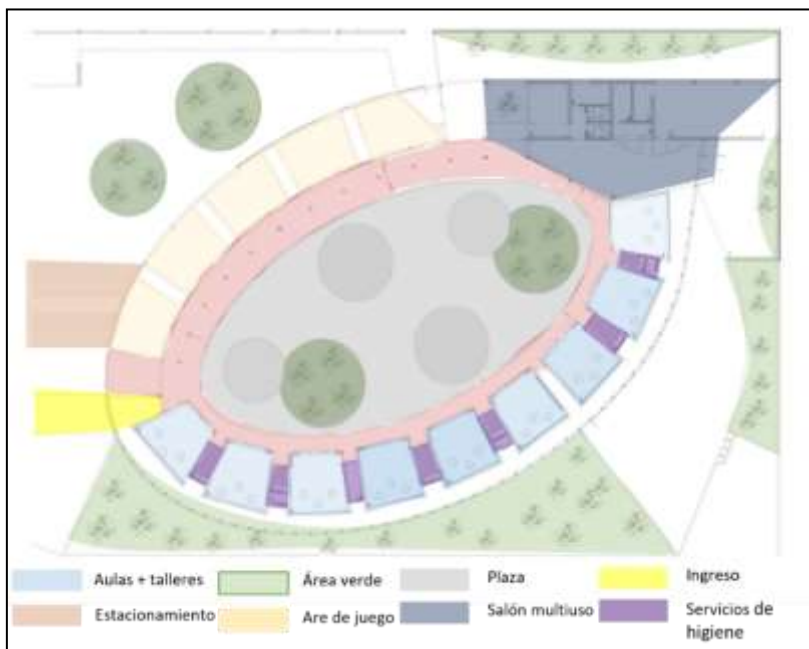 Aulas + talleres
Área verde
Plaza
Ingreso
Estacionamiento
Are de juego
Salón multiuso
Servicios de
higiene